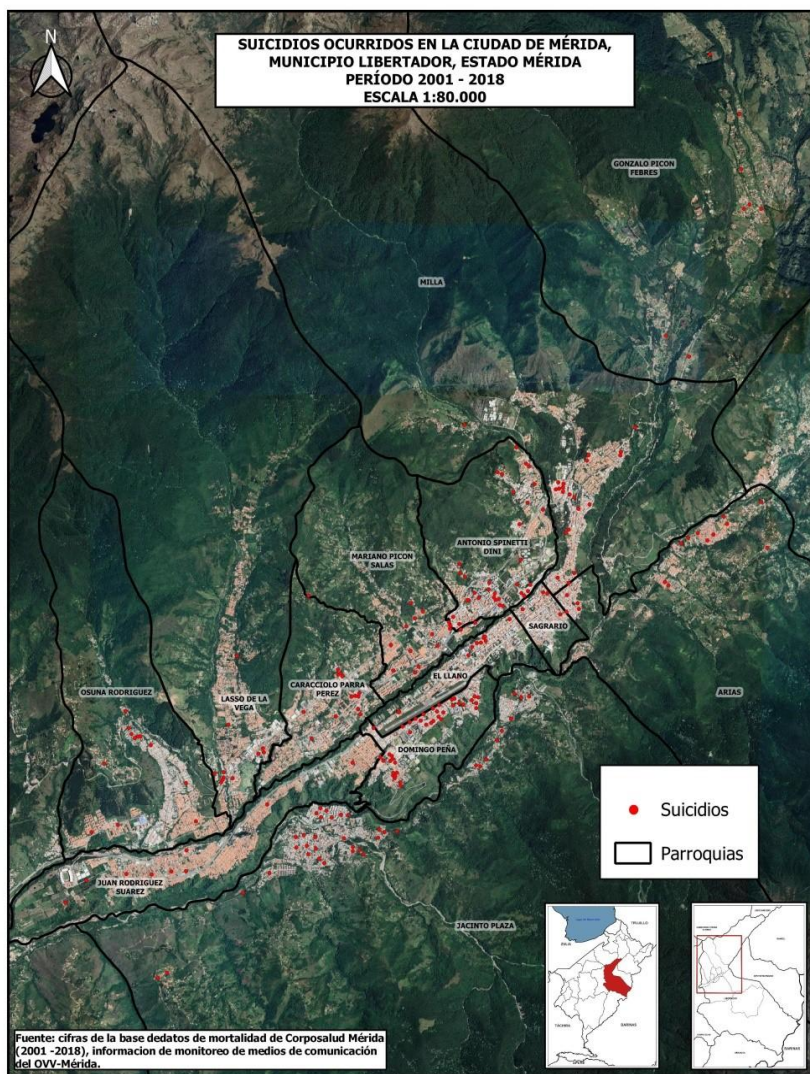 N
SUICIDIOS OCURRIDOS EN LA CIUDAD DE MÉRIDA,
MUNICIPIO LIBERTADOR, ESTADO MÉRIDA
PERÍODO 2001 - 2018
ESCALA 1:80.000
GONZALO PICON
FEBRES
MILLA
ANTONIO SPINETTI
DINI
MARIANO PICON
SALAS
SAGRARIO
EL LLANO
CARACCIOLO PARRA
PEREZ
OSUNA RODRIGUEZ
LASSO DE LA
VEGA
ARIAS
DOMINGO PEÑA
JUAN RODRIGUEZ
SUÁREZ
JACINTO PLAZA
Suicidios
Parroquias
TRUJILLO
ZULIA
TACHIRA
BARINAS
BARINAS
Fuente: cifras de la base dedatos de mortalidad de Corposalud Mérida
(2001 -2018), informacion de monitoreo de medios de comunicación
del OVV-Mérida.